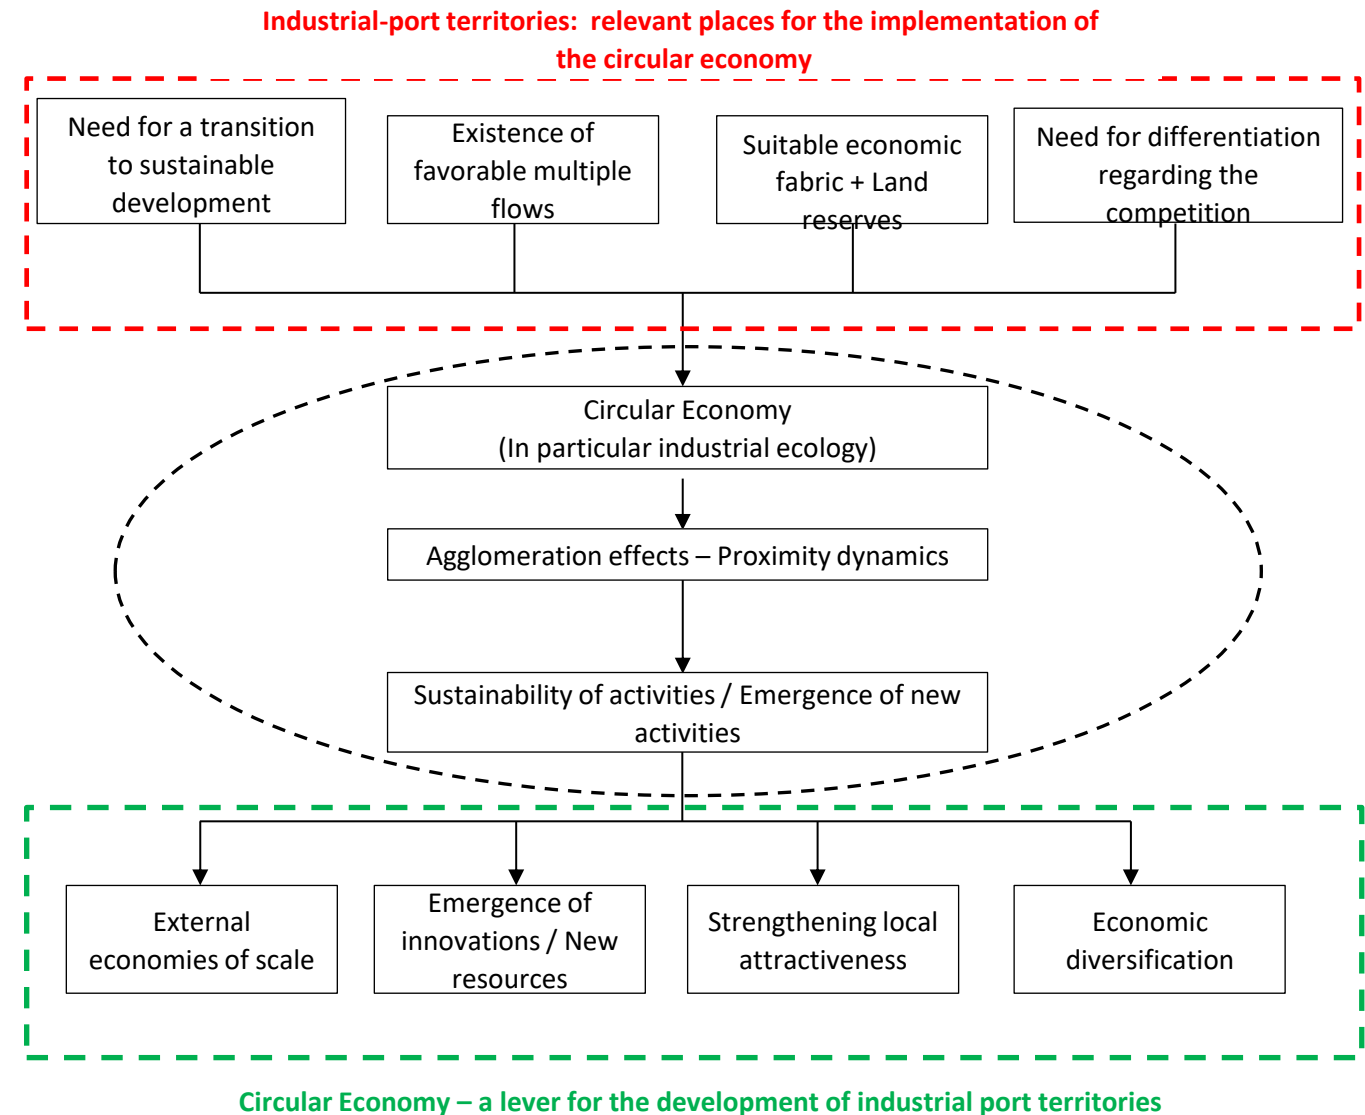 Industrial-port territories: relevant places for the implementation of
the circular economy
Need for a transition
to sustainable
development
Existence of
favorable multiple
flows
Suitable economic
fabric + Land
reserves
Need for differentiation
regarding the
competition
Circular Economy
(In particular industrial ecology)
Agglomeration effects – Proximity dynamics
Sustainability of activities / Emergence of new
activities
External
economies of scale
Emergence of
innovations / New
resources
Strengthening local
attractiveness
Economic
diversification
Circular Economy – a lever for the development of industrial port territories